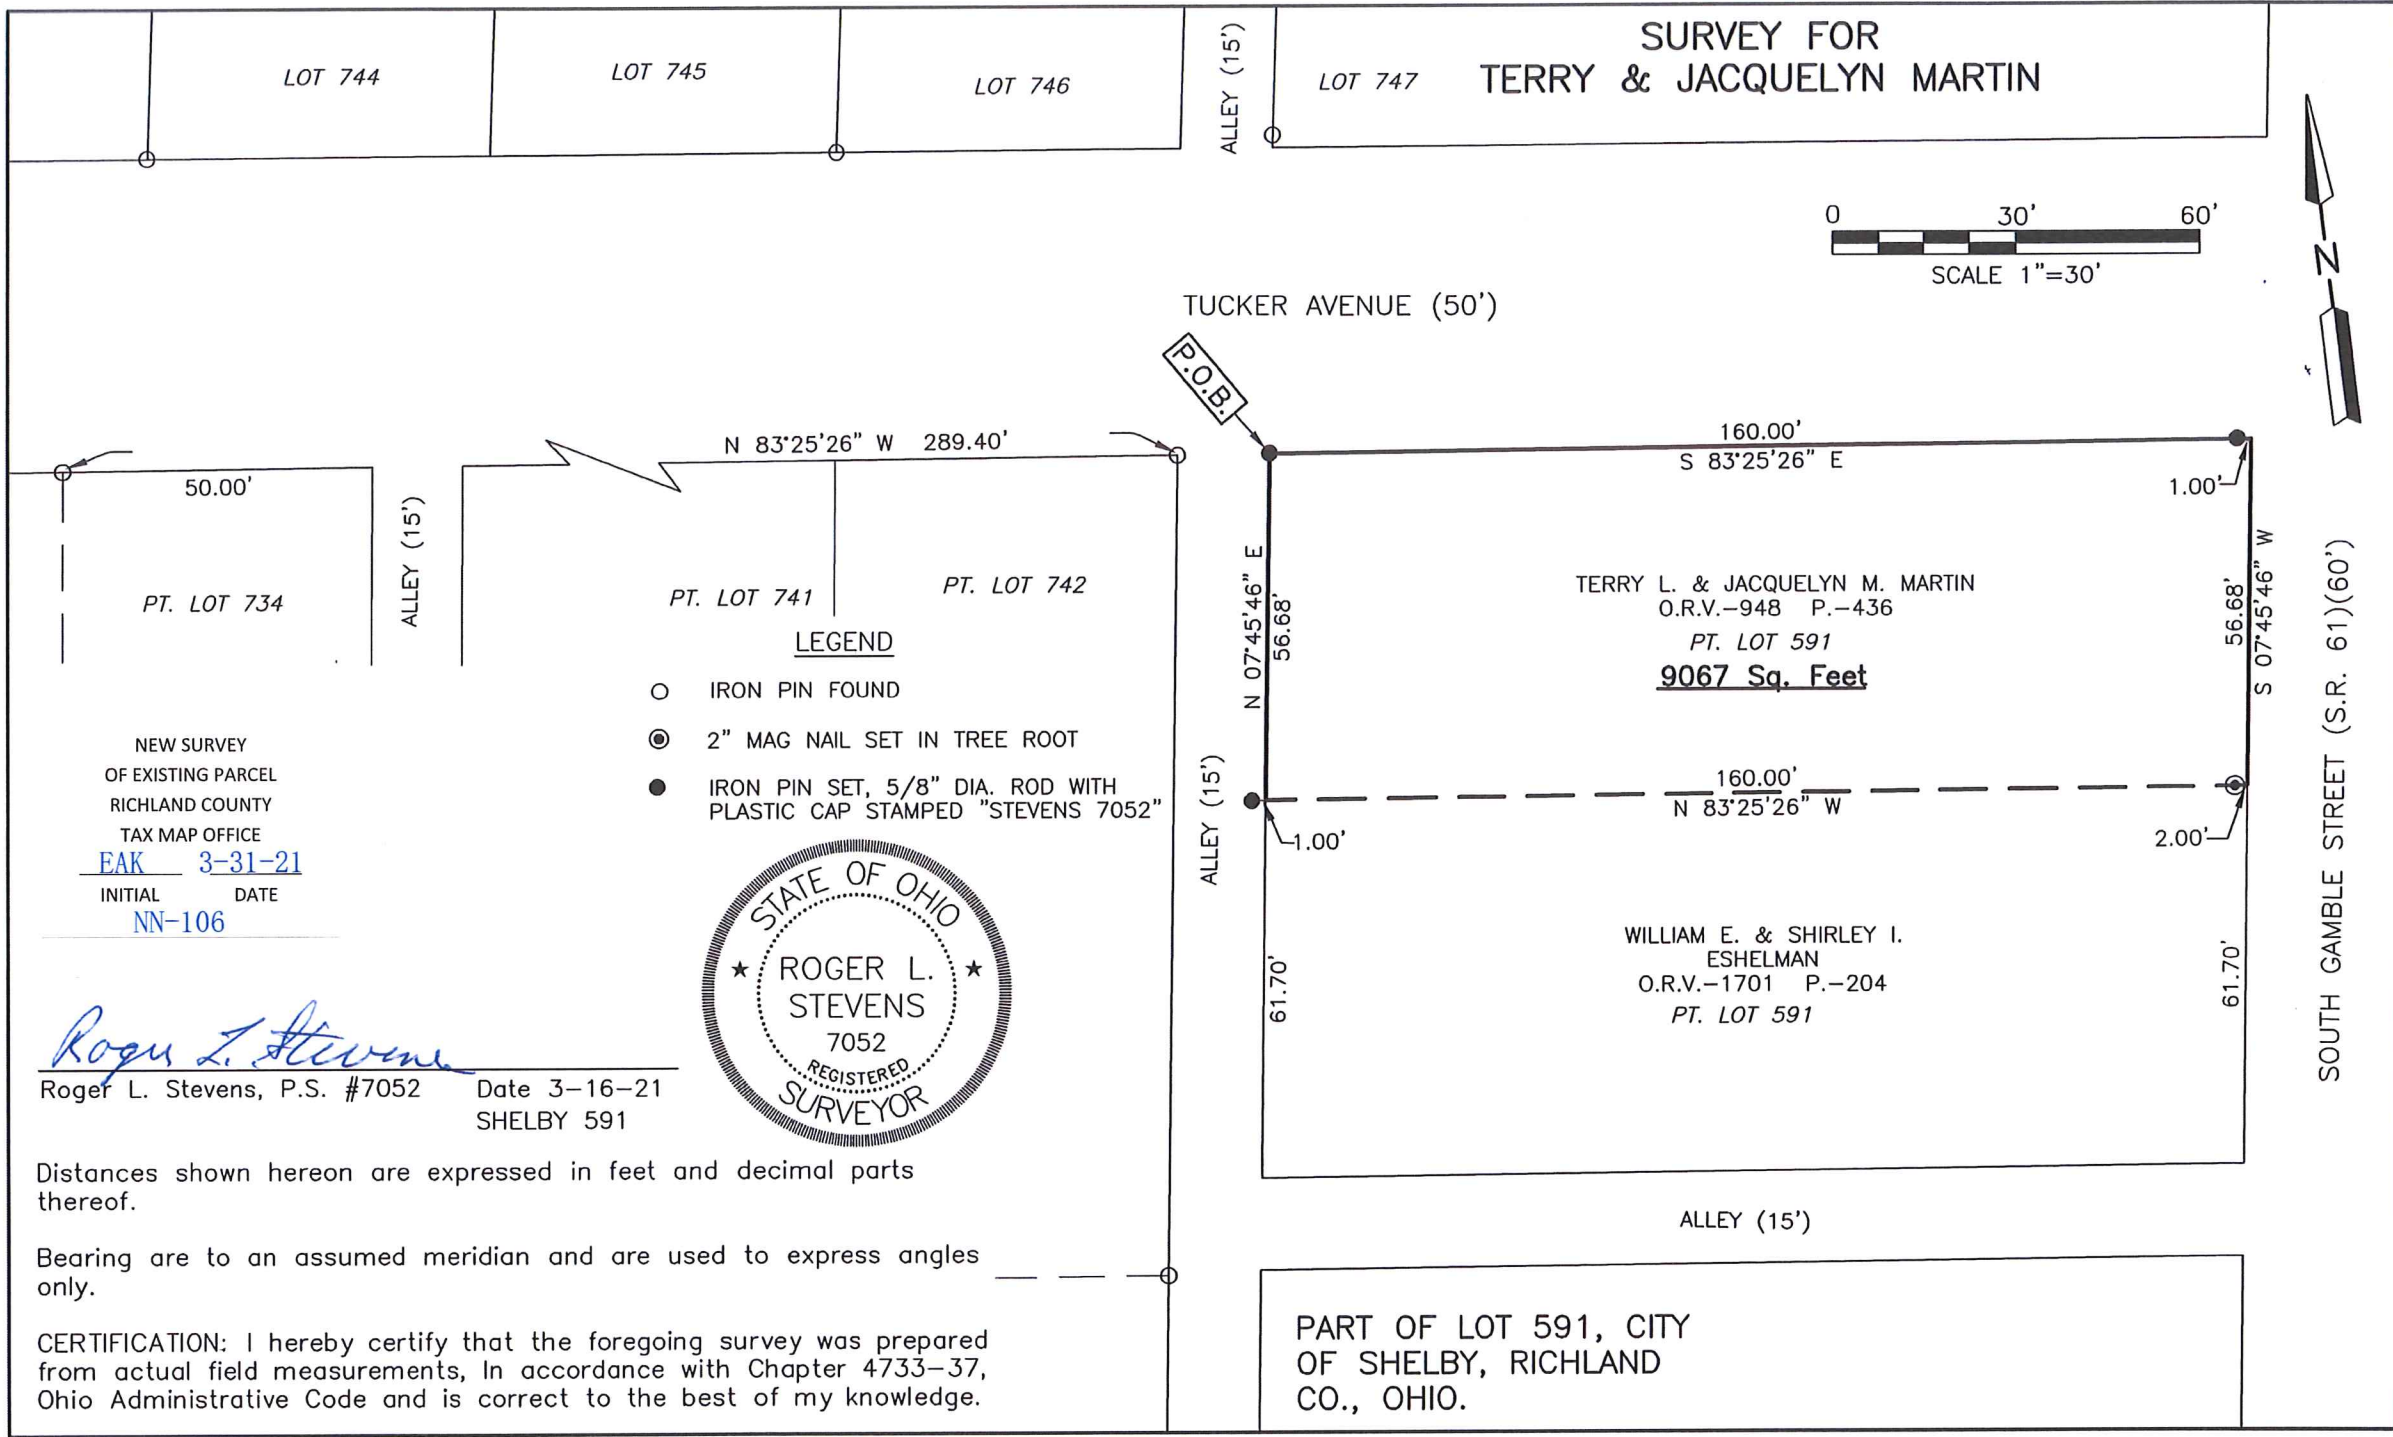 SURVEY FOR
TERRY & JACQUELYN MARTIN
LOT 744
LOT 745
LOT 746
ALLEY (15')
LOT 747
0 30' 60'
SCALE 1"=30'
N
TUCKER AVENUE (50')
P.O.B.
N 83°25'26" W 289.40'
50.00'
160.00'
S 83°25'26" E
1.00'
ALLEY (15')
PT. LOT 734
PT. LOT 741
PT. LOT 742
N 07°45'46" E
56.68'
TERRY L. & JACQUELYN M. MARTIN
O.R.V.-948 P.-436
PT. LOT 591
9067 Sq. Feet
56.68'
S 07°45'46" W
SOUTH GAMBLE STREET (S.R. 61)(60')
LEGEND
IRON PIN FOUND
2" MAG NAIL SET IN TREE ROOT
IRON PIN SET, 5/8" DIA. ROD WITH
PLASTIC CAP STAMPED "STEVENS 7052"
ALLEY (15')
160.00'
N 83°25'26" W
1.00'
2.00'
NEW SURVEY
OF EXISTING PARCEL
RICHLAND COUNTY
TAX MAP OFFICE
EAK 3-31-21
INITIAL DATE
NN-106
STATE OF OHIO
ROGER L.
STEVENS
7052
REGISTERED
SURVEYOR
61.70'
WILLIAM E. & SHIRLEY I.
ESHELMAN
O.R.V.-1701 P.-204
PT. LOT 591
61.70'
Roger L. Stevens
Roger L. Stevens, P.S. #7052 Date 3-16-21
SHELBY 591
Distances shown hereon are expressed in feet and decimal parts
thereof.
Bearing are to an assumed meridian and are used to express angles
only.
CERTIFICATION: I hereby certify that the foregoing survey was prepared
from actual field measurements, In accordance with Chapter 4733-37,
Ohio Administrative Code and is correct to the best of my knowledge.
ALLEY (15')
PART OF LOT 591, CITY
OF SHELBY, RICHLAND
CO., OHIO.